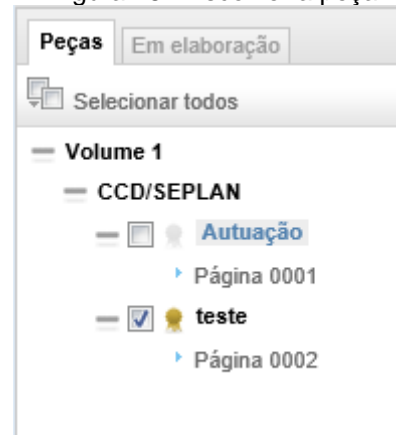 Peças Em elaboração
Selecionar todos
Volume 1
CCD/SEPLAN
Autuação
Página 0001
teste
Página 0002